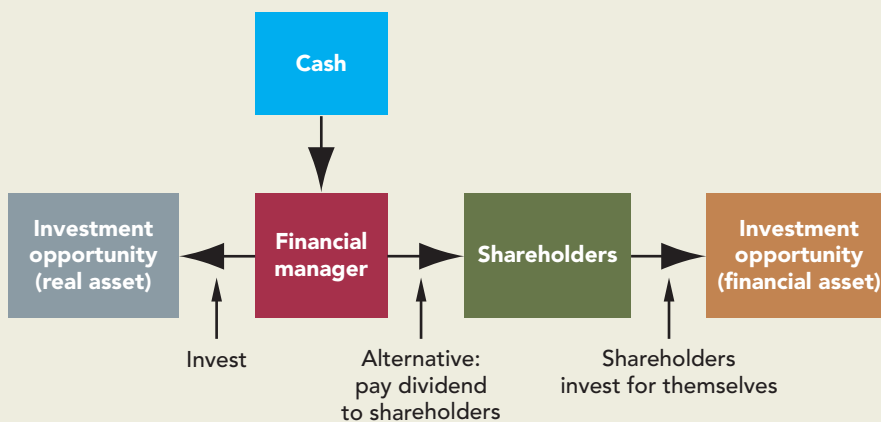 Cash
Investment
opportunity
(real asset)
Financial
manager
Shareholders
Investment
opportunity
(financial asset)
Invest
Alternative:
pay dividend
to shareholders
Shareholders
invest for themselves